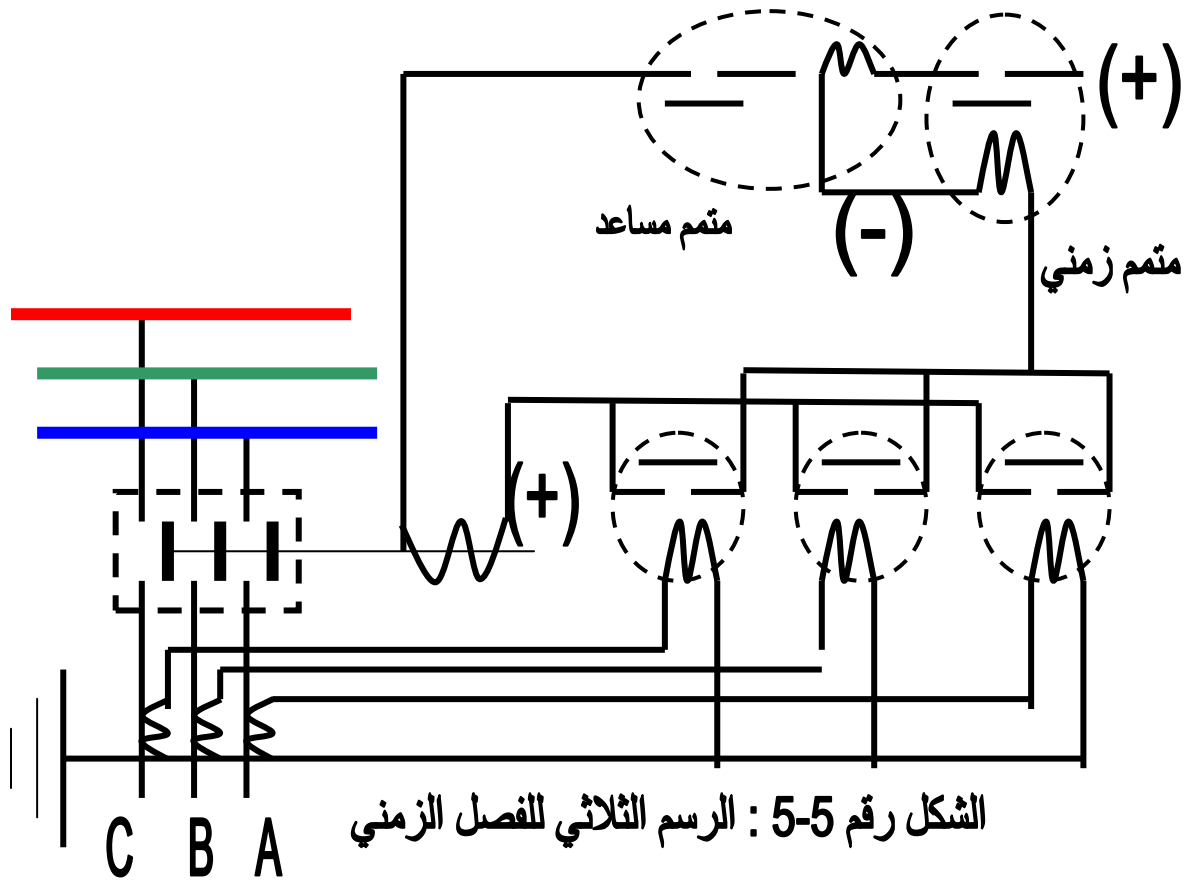 (+)
متمم مساعد
(-)
متمم زمني
(+)
الشكل رقم 5-5 : الرسم الثلاثي للفصل الزمني
C B A